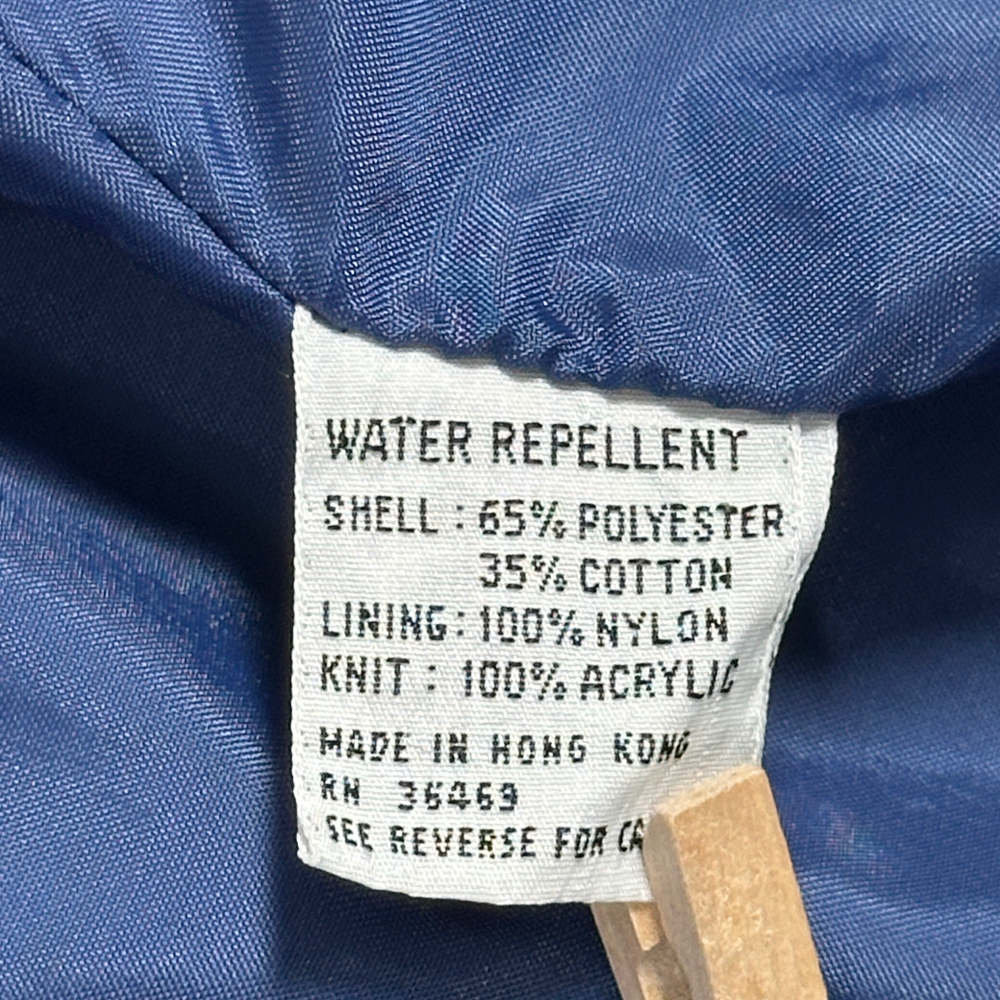 WATER REPELLENT
SHELL : 65% POLYESTER
35% COTTON
LINING : 100% NYLON
KNIT : 100% ACRYLIC
MADE IN HONG KONG
RN 36469
SEE REVERSE FOR